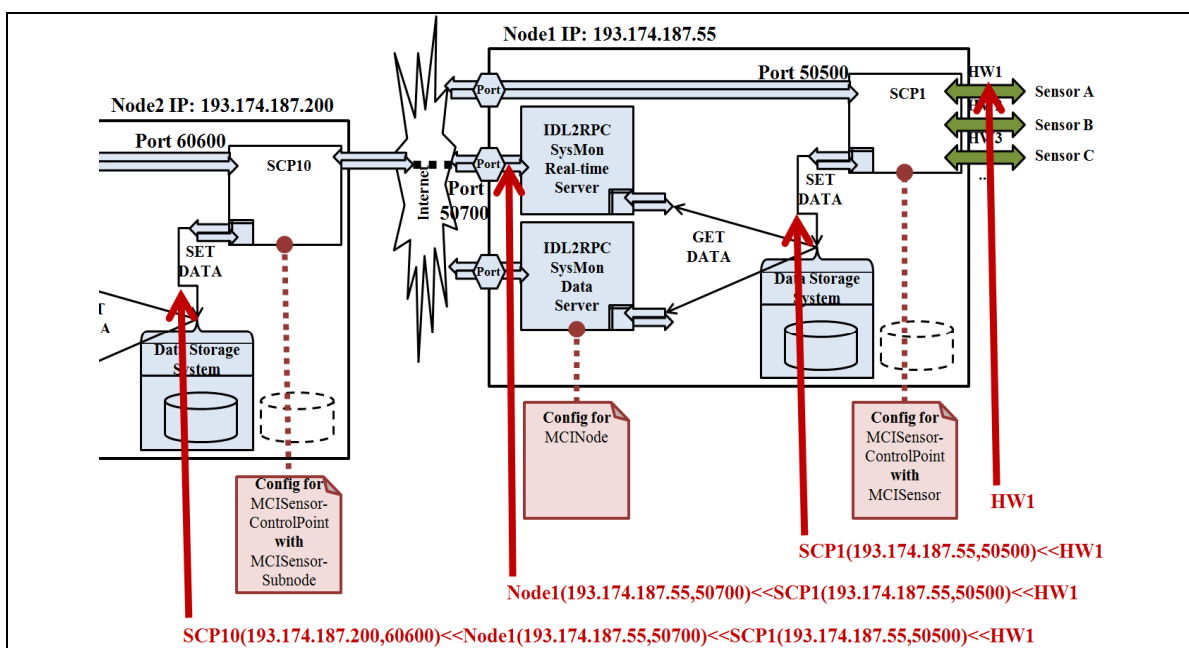 Node1 IP: 193.174.187.55
Port 50500
HW1
Port
SCP1
Sensor A
Node2 IP: 193.174.187.200
Port 60600
SCP10
IDL2RPC
SysMon
Real-time
Server
Sensor B
HW3
Sensor C
...
Port
Port
50700
Internet
SET
DATA
SET
DATA
GET
DATA
IDL2RPC
SysMon
Data
Server
Port
Data Storage
System
T
A
Data Storage
System
Config for
MCINode
Config for
MCISensor-
ControlPoint
with
MCISensor
Config for
MCISensor-
ControlPoint
with
MCISensor-
Subnode
HW1
SCP1(193.174.187.55,50500)<<HW1
Node1(193.174.187.55,50700)<<SCP1(193.174.187.55,50500)<<HW1
SCP10(193.174.187.200,60600)<<Node1(193.174.187.55,50700)<<SCP1(193.174.187.55,50500)<<HW1